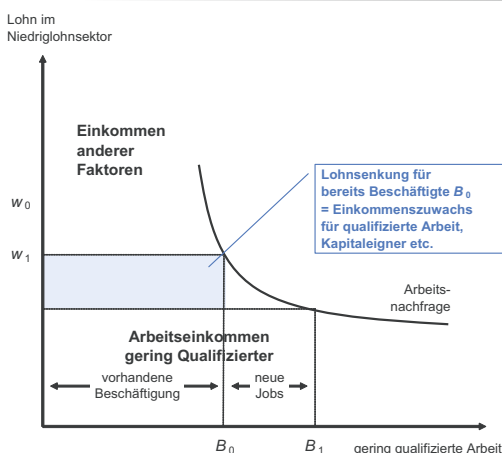 Lohn im
Niedriglohnsektor
Einkommen
anderer
Faktoren
Lohnsenkung für
bereits Beschäftigte B₀
= Einkommenszuwachs
für qualifizierte Arbeit,
Kapitaleigner etc.
w₀
w₁
Arbeits-
nachfrage
Arbeitseinkommen
gering Qualifizierter
vorhandene
Beschäftigung
neue
Jobs
B₀
B₁
gering qualifizierte Arbeit